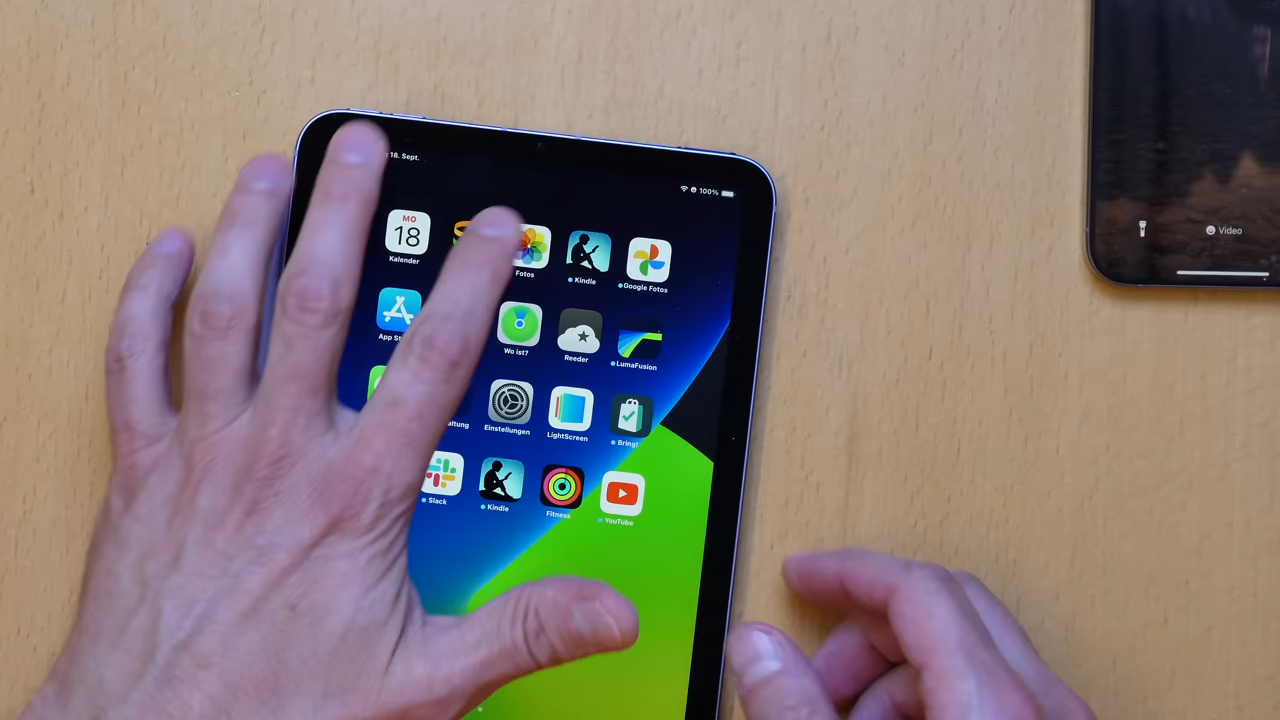 18. Sept.
100%
MO
18
Kalender
Fotos
Kindle
Google Fotos
App St
Wo ist?
Reeder
LumaFusion
altung
Einstellungen
LightScreen
Bring!
Slack
Kindle
Fitness
YouTube
Video